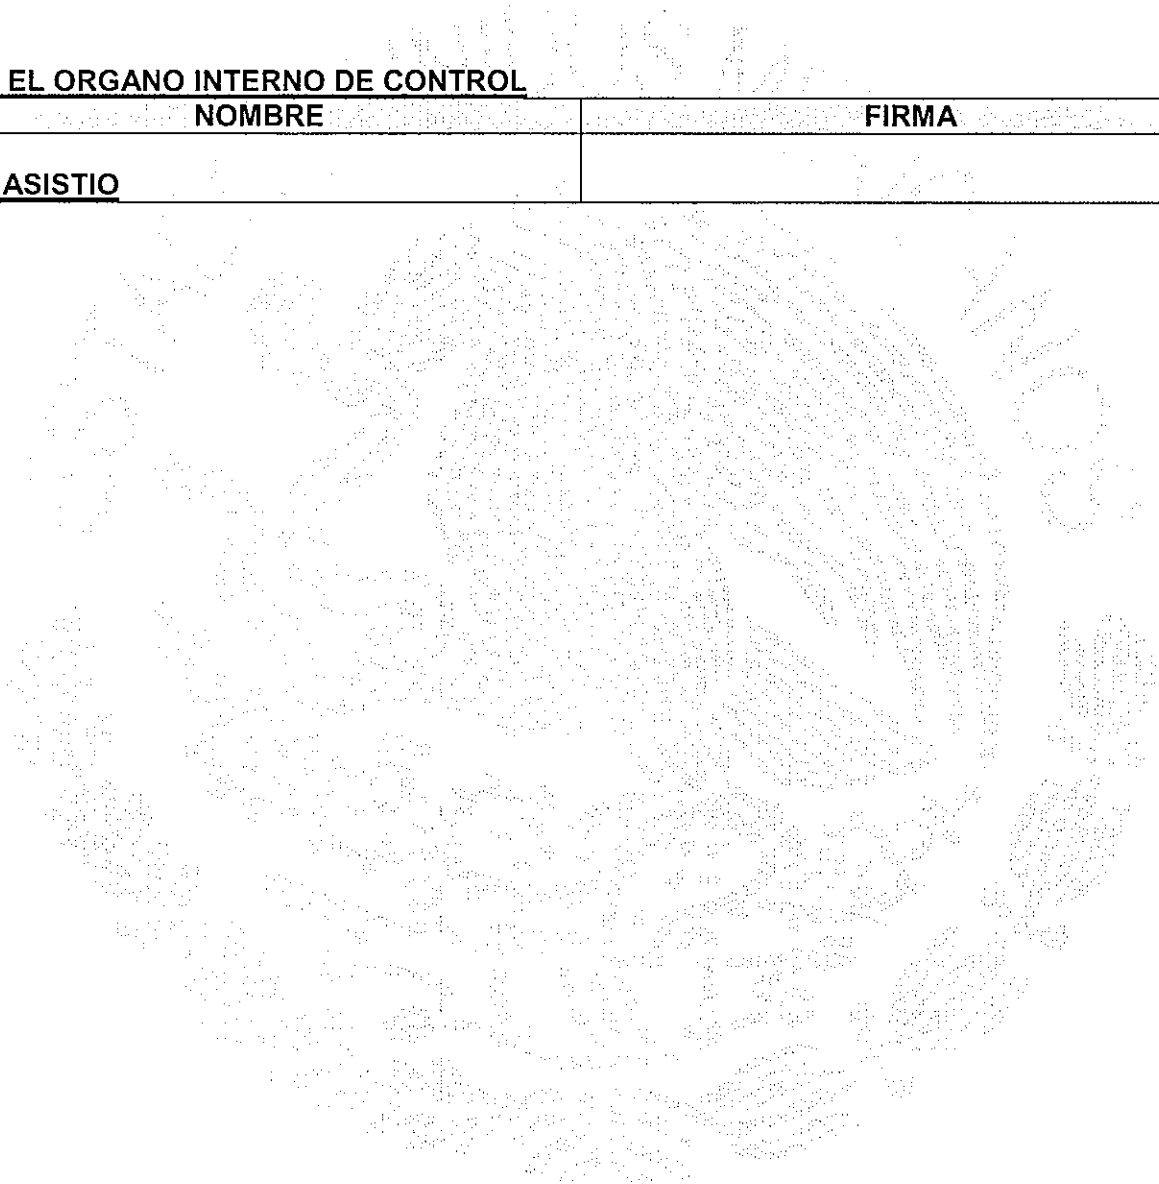 EL ORGANO INTERNO DE CONTROL
NOMBRE FIRMA
ASISTIO